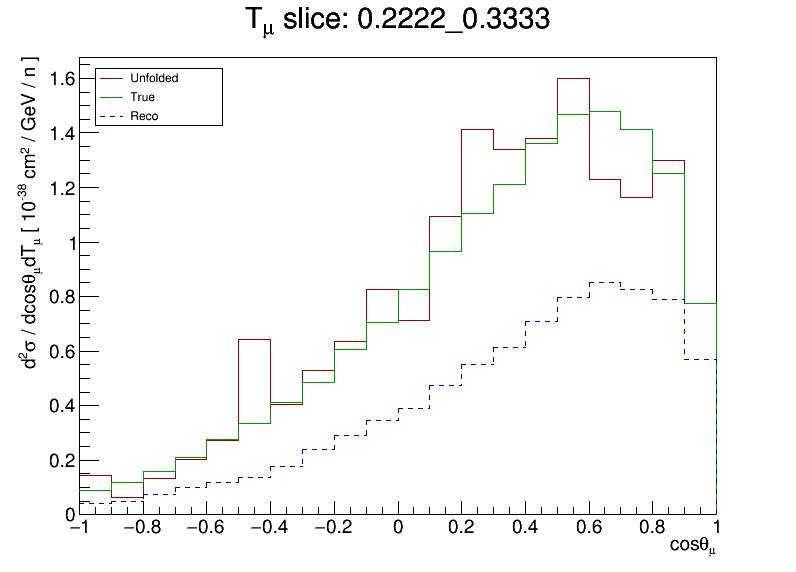 Tμ slice: 0.2222_0.3333
d²σ / dcosθμdTμ [ 10⁻³⁸ cm² / GeV / n ]
Unfolded
True
Reco
1.6
1.4
1.2
1
0.8
0.6
0.4
0.2
0
−1 −0.8 −0.6 −0.4 −0.2 0 0.2 0.4 0.6 0.8 1
cosθμ